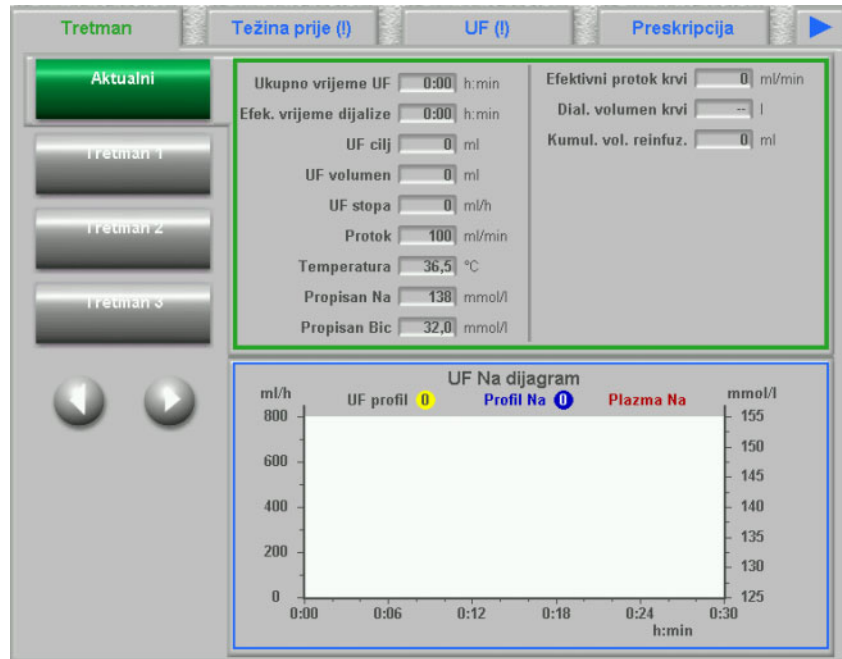 Tretman
Težina prije (!)
UF (!)
Preskripcija
Aktualni
Tretman 1
Tretman 2
Tretman 3
Ukupno vrijeme UF 0:00 h:min
Efek. vrijeme dijalize 0:00 h:min
UF cilj 0 ml
UF volumen 0 ml
UF stopa 0 ml/h
Protok 100 ml/min
Temperatura 36,5 °C
Propisan Na 138 mmol/l
Propisan Bic 32,0 mmol/l
Efektivni protok krvi 0 ml/min
Dial. volumen krvi -- l
Kumul. vol. reinfuz. 0 ml
UF Na dijagram
ml/h
UF profil 0
Profil Na 0
Plazma Na
mmol/l
800
600
400
200
0
155
150
145
140
135
130
125
0:00 0:06 0:12 0:18 0:24 0:30
h:min